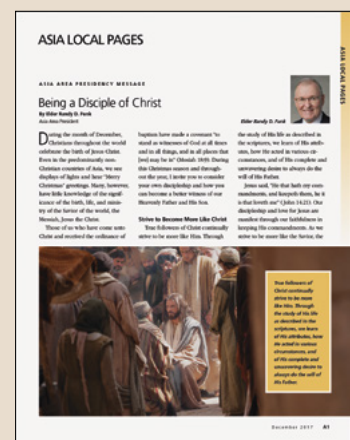 ASIA LOCAL PAGES
ASIA LOCAL PAGES
ASIA AREA PRESIDENCY MESSAGE
Being a Disciple of Christ
By Elder Randy D. Funk
Asia Area President
Elder Randy D. Funk
During the month of December,
Christians throughout the world
celebrate the birth of Jesus Christ.
Even in the predominantly non-
Christian countries of Asia, we see
displays of lights and hear “Merry
Christmas” greetings. Many, however,
have little knowledge of the signif-
icance of the birth, life, and minis-
try of the Savior of the world, the
Messiah, Jesus the Christ.
Those of us who have come unto
Christ and received the ordinance of
baptism have made a covenant “to
stand as witnesses of God at all times
and in all things, and in all places that
[we] may be in” (Mosiah 18:9). During
this Christmas season and through-
out the year, I invite you to consider
your own discipleship and how you
can become a better witness of our
Heavenly Father and His Son.
Strive to Become More Like Christ
True followers of Christ continually
strive to be more like Him. Through
the study of His life as described in
the scriptures, we learn of His attrib-
utes, how He acted in various cir-
cumstances, and of His complete and
unwavering desire to always do the
will of His Father.
Jesus said, “He that hath my com-
mandments, and keepeth them, he it
is that loveth me” (John 14:21). Our
discipleship and love for Jesus are
manifest through our faithfulness in
keeping His commandments. As we
strive to be more like the Savior, the
True followers of
Christ continually
strive to be more
like Him. Through
the study of His life
as described in the
scriptures, we learn
of His attributes, how
He acted in various
circumstances, and
of His complete and
unwavering desire to
always do the will of
His Father.
December 2017 A1